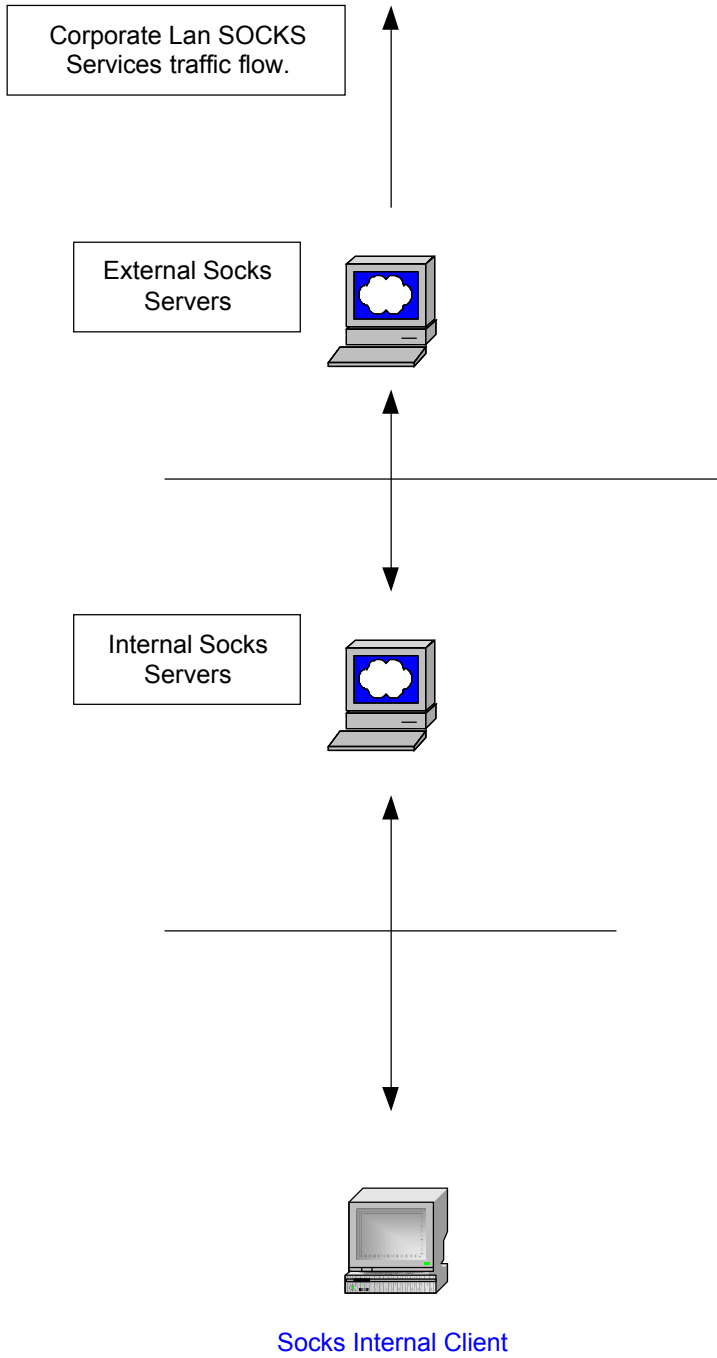 Corporate Lan SOCKS
Services traffic flow.
External Socks
Servers
Internal Socks
Servers
Socks Internal Client